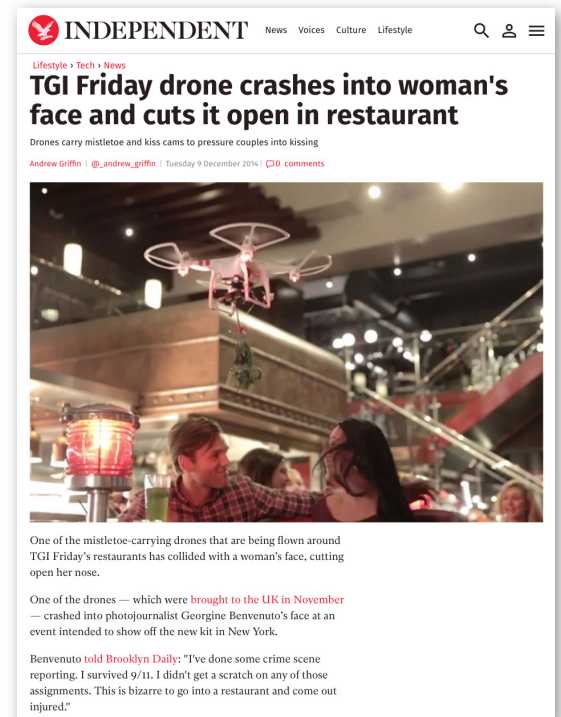 INDEPENDENT
News Voices Culture Lifestyle
Lifestyle › Tech › News
TGI Friday drone crashes into woman's
face and cuts it open in restaurant
Drones carry mistletoe and kiss cams to pressure couples into kissing
Andrew Griffin | @_andrew_griffin | Tuesday 9 December 2014 | 0 comments
One of the mistletoe-carrying drones that are being flown around
TGI Friday's restaurants has collided with a woman's face, cutting
open her nose.
One of the drones — which were brought to the UK in November
— crashed into photojournalist Georgine Benvenuto's face at an
event intended to show off the new kit in New York.
Benvenuto told Brooklyn Daily: "I've done some crime scene
reporting. I survived 9/11. I didn't get a scratch on any of those
assignments. This is bizarre to go into a restaurant and come out
injured."